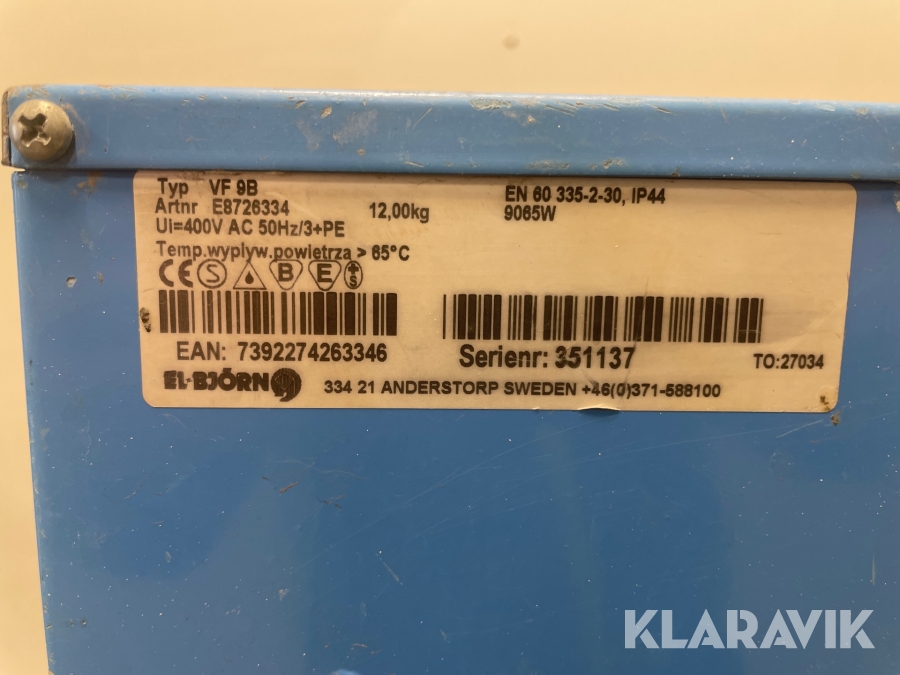 Typ VF 9B
EN 60 335-2-30, IP44
Artnr E8726334 12,00kg
9065W
Ui=400V AC 50Hz/3+PE
Temp.wyplyw.powietrza > 65°C
CE S B E +S
EAN: 7392274263346
Serienr: 351137
TO:27034
EL-BJÖRN
334 21 ANDERSTORP SWEDEN +46(0)371-588100
KLARAVIK